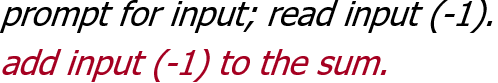 prompt for input; read input (-1).
add input (-1) to the sum.